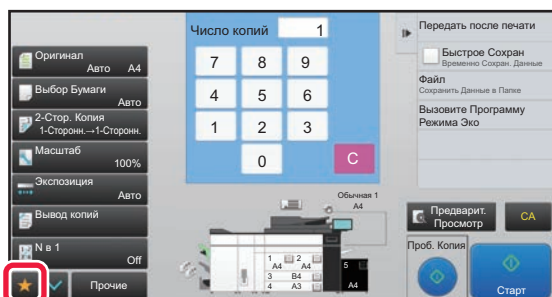 Число копий 1
Оригинал
Авто A4
Выбор Бумаги
Авто
2-Стор. Копия
1-Сторонн.→1-Сторонн.
Масштаб
100%
Экспозиция
Авто
Вывод копий
N в 1
Off
Прочие
7 8 9
4 5 6
1 2 3
0 C
Обычная 1
A4
1 A4
2 A4
3 B4
4 A3
5 A4
Передать после печати
Быстрое Сохран
Временно Сохран. Данные
Файл
Сохранить Данные в Папке
Вызовите Программу
Режима Эко
Предварит.
Просмотр
CA
Проб. Копия
Старт